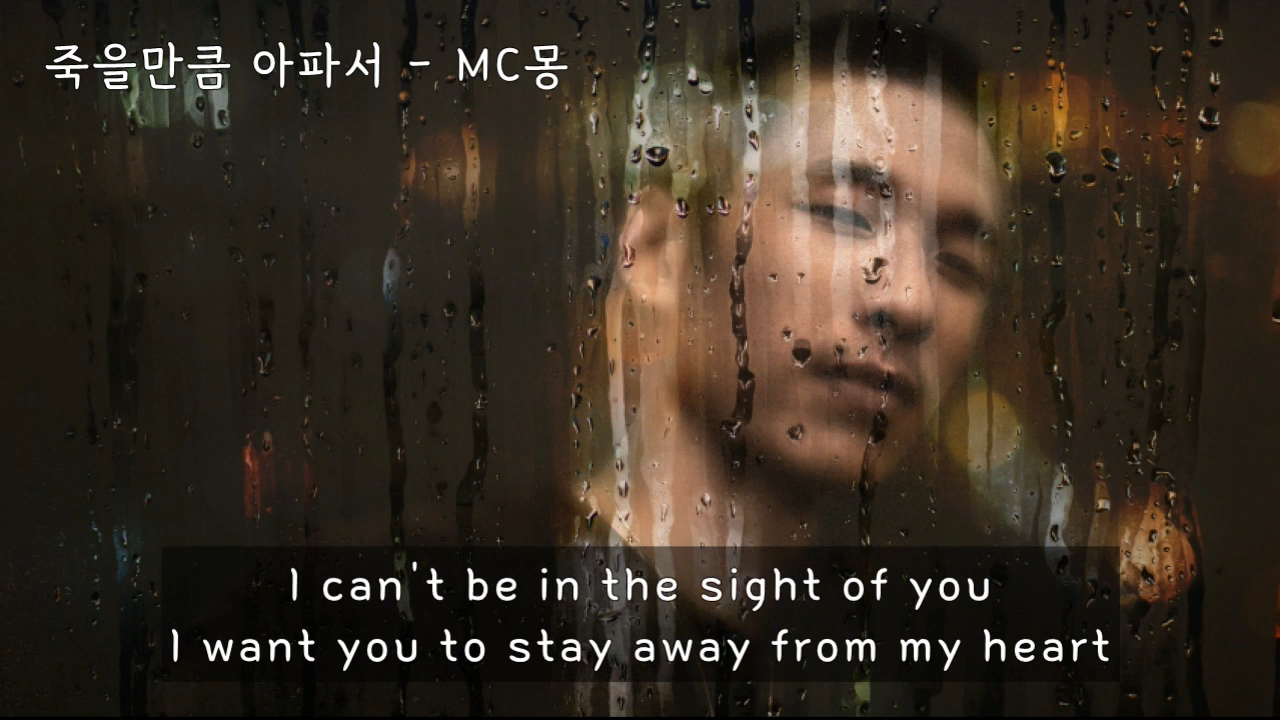 죽을만큼 아파서 - MC몽
I can't be in the sight of you
I want you to stay away from my heart